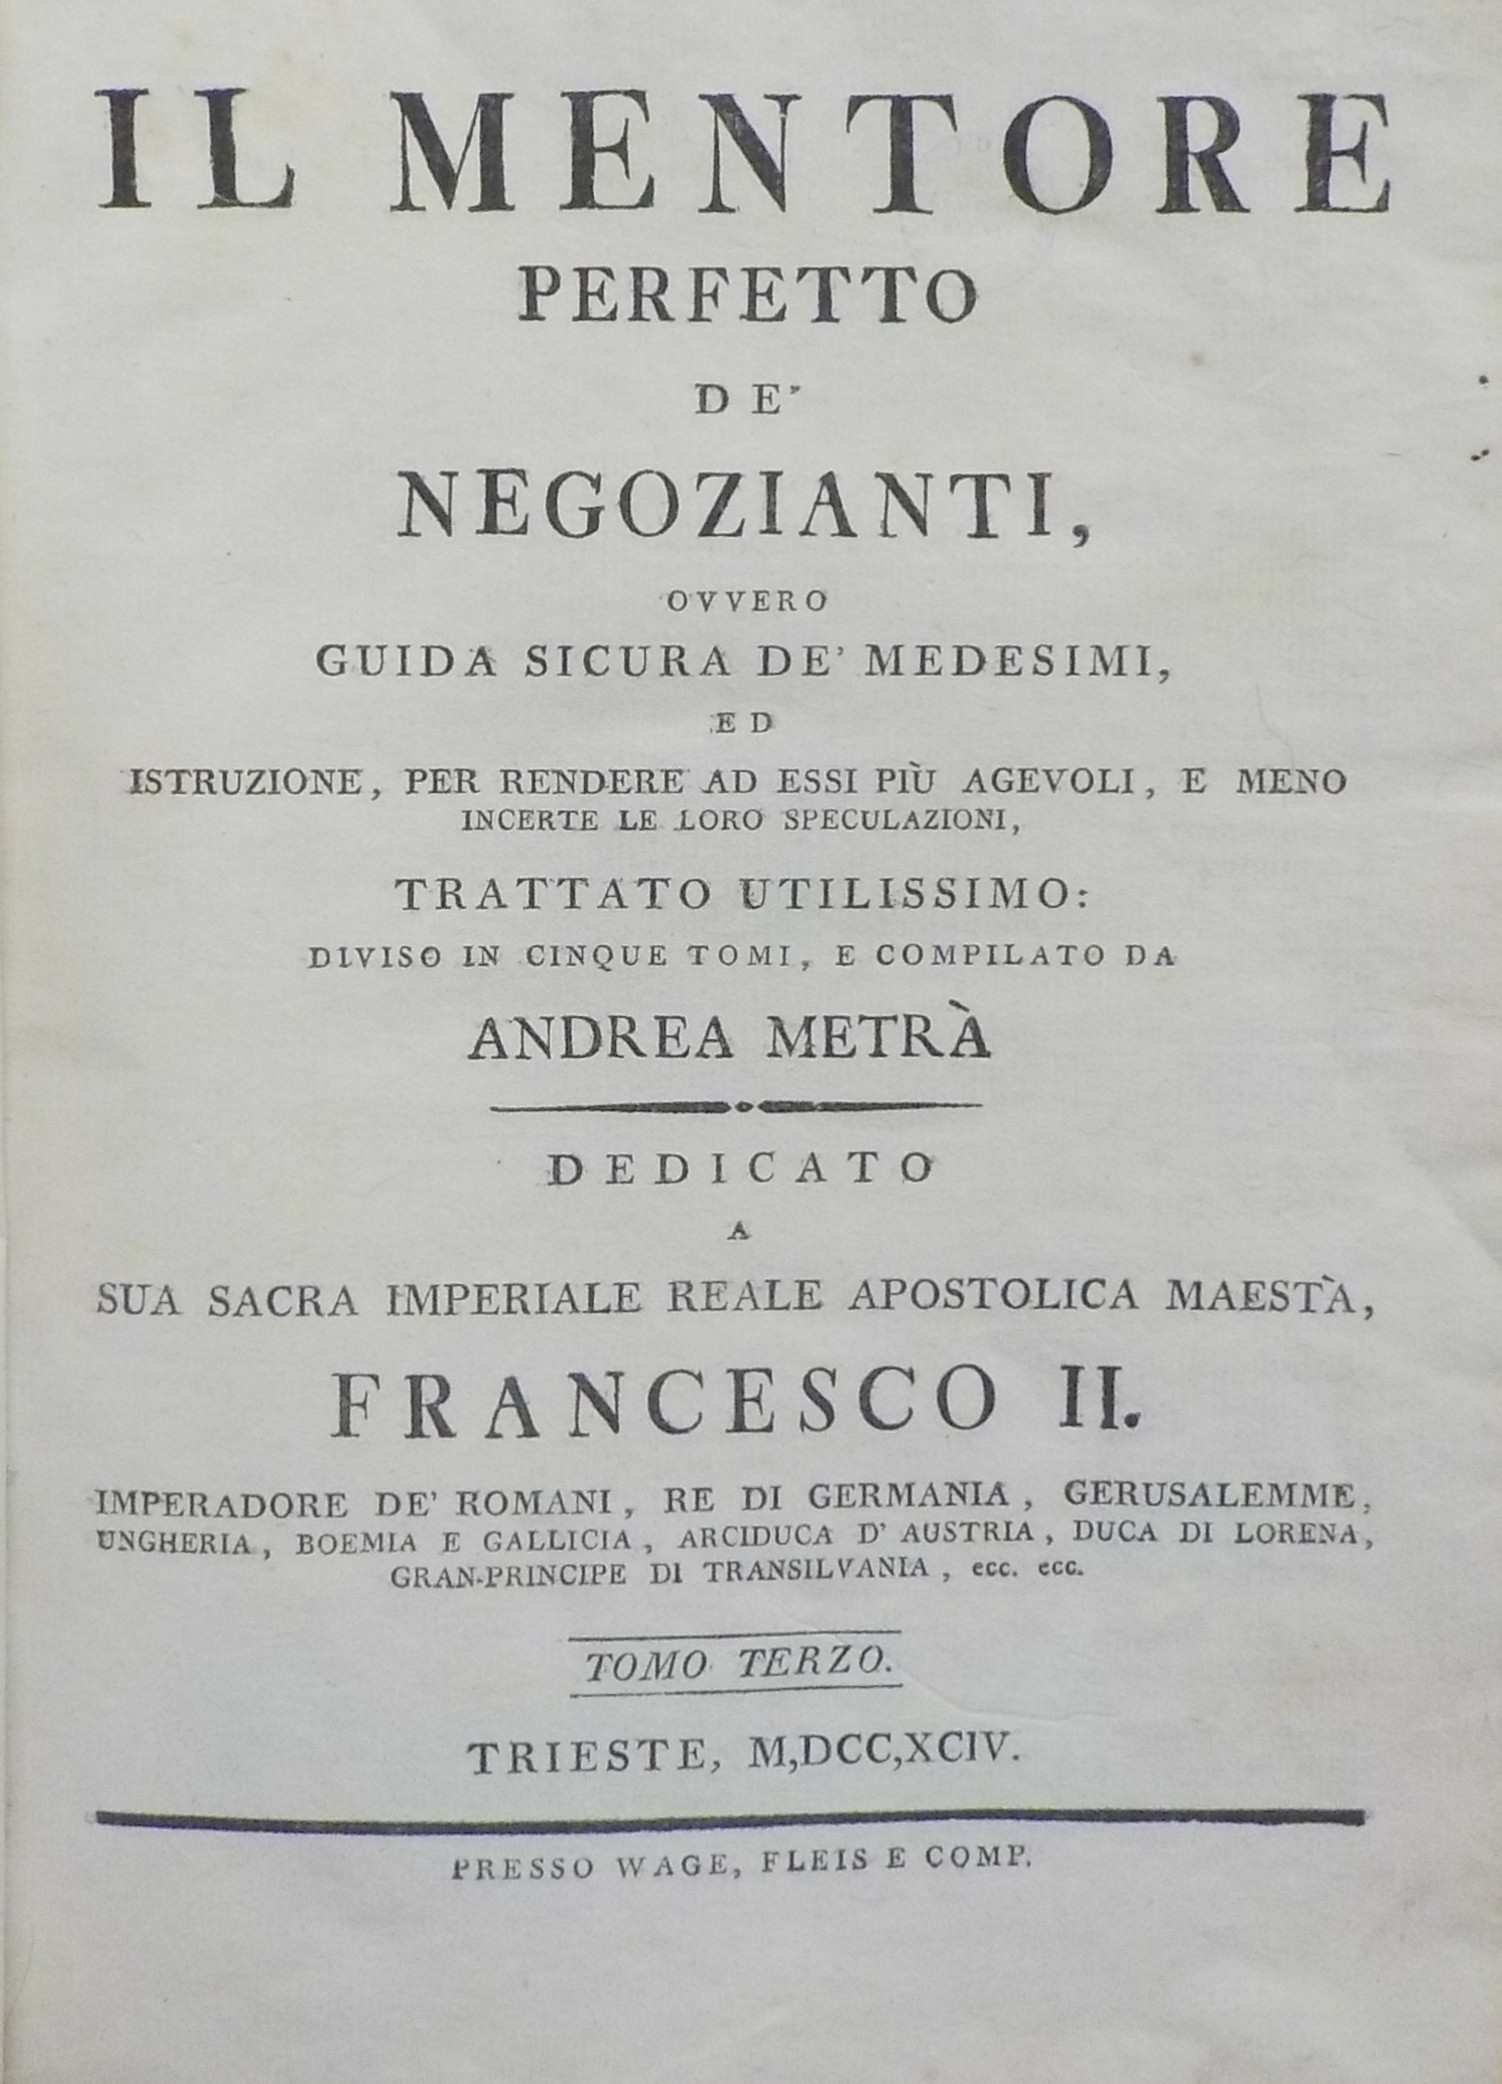 IL MENTORE
PERFETTO
DE'
NEGOZIANTI,
OVVERO
GUIDA SICURA DE' MEDESIMI,
ED
ISTRUZIONE, PER RENDERE AD ESSI PIÙ AGEVOLI, E MENO
INCERTE LE LORO SPECULAZIONI,
TRATTATO UTILISSIMO:
DIVISO IN CINQUE TOMI, E COMPILATO DA
ANDREA METRÀ
DEDICATO
A
SUA SACRA IMPERIALE REALE APOSTOLICA MAESTÀ,
FRANCESCO II.
IMPERADORE DE' ROMANI, RE DI GERMANIA, GERUSALEMME,
UNGHERIA, BOEMIA E GALLICIA, ARCIDUCA D' AUSTRIA, DUCA DI LORENA,
GRAN-PRINCIPE DI TRANSILVANIA, ecc. ecc.
TOMO TERZO.
TRIESTE, M,DCC,XCIV.
PRESSO WAGE, FLEIS E COMP.